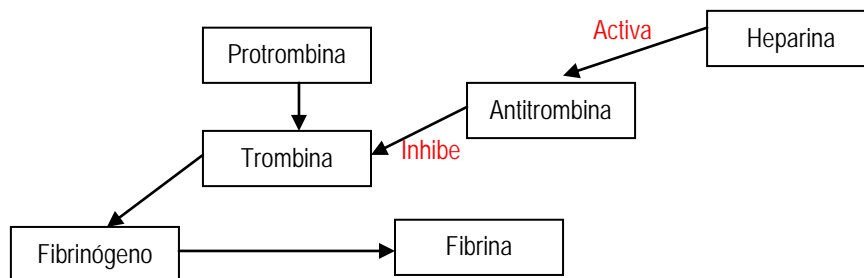 Activa
Heparina
Protrombina
Antitrombina
Trombina
Inhibe
Fibrinógeno
Fibrina